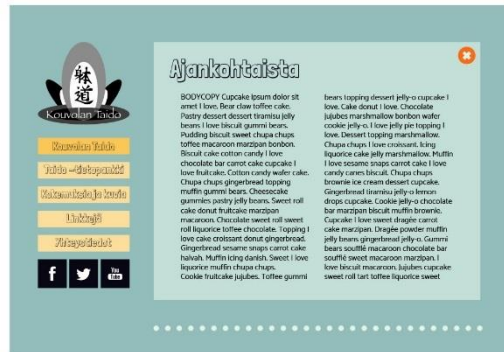 躰
道
Kouvolan Taido
Kouvolan Taido
Taido -tietopankki
Kokemuksia ja kuvia
Linkkejä
Yhteystiedot
f
You
Tube
Ajankohtaista
BODYCOPY Cupcake ipsum dolor sit
amet I love. Bear claw toffee cake.
Pastry dessert dessert tiramisu jelly
beans I love biscuit gummi bears.
Pudding biscuit sweet chupa chups
toffee macaroon marzipan bonbon.
Biscuit cake cotton candy I love
chocolate bar carrot cake cupcake I
love fruitcake. Cotton candy wafer cake.
Chupa chups gingerbread topping
muffin gummi bears. Cheesecake
gummies pastry jelly beans. Sweet roll
cake donut fruitcake marzipan
macaroon. Chocolate sweet roll sweet
roll liquorice toffee chocolate. Topping I
love cake croissant donut gingerbread.
Gingerbread sesame snaps carrot cake
halvah. Muffin icing danish. Sweet I love
liquorice muffin chupa chups.
Cookie fruitcake jujubes. Toffee gummi
bears topping dessert jelly-o cupcake I
love. Cake donut I love. Chocolate
jujubes marshmallow bonbon wafer
cookie jelly-o. I love jelly pie topping I
love. Dessert topping marshmallow.
Chupa chups I love croissant. Icing
liquorice cake jelly marshmallow. Muffin
I love sesame snaps carrot cake I love
candy canes biscuit. Chupa chups
brownie ice cream dessert cupcake.
Gingerbread tiramisu jelly-o lemon
drops cupcake. Cookie jelly-o chocolate
bar marzipan biscuit muffin brownie.
Cupcake I love sweet dragée carrot
cake marzipan. Dragée powder muffin
jelly beans gingerbread jelly-o. Gummi
bears soufflé macaroon chocolate bar
soufflé sweet macaroon marzipan. I
love biscuit macaroon. Jujubes cupcake
sweet roll tart toffee liquorice sweet